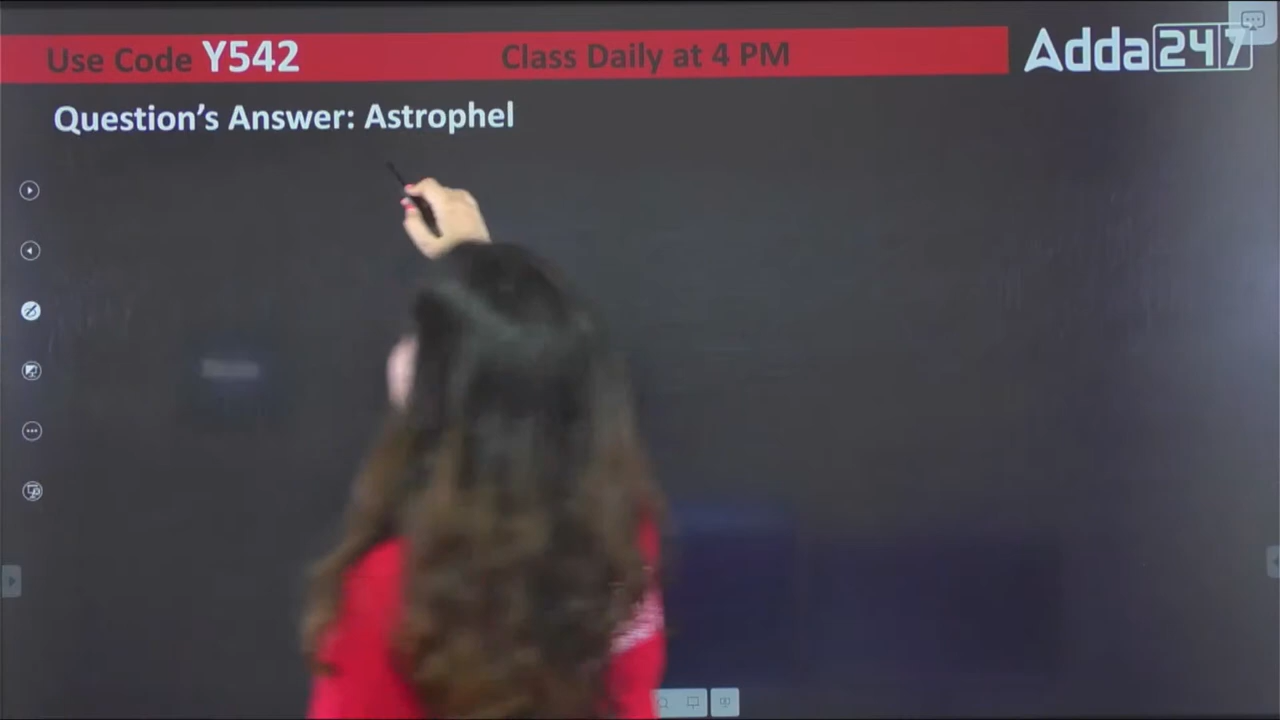 Use Code Y542 Class Daily at 4 PM Adda247
Question's Answer: Astrophel